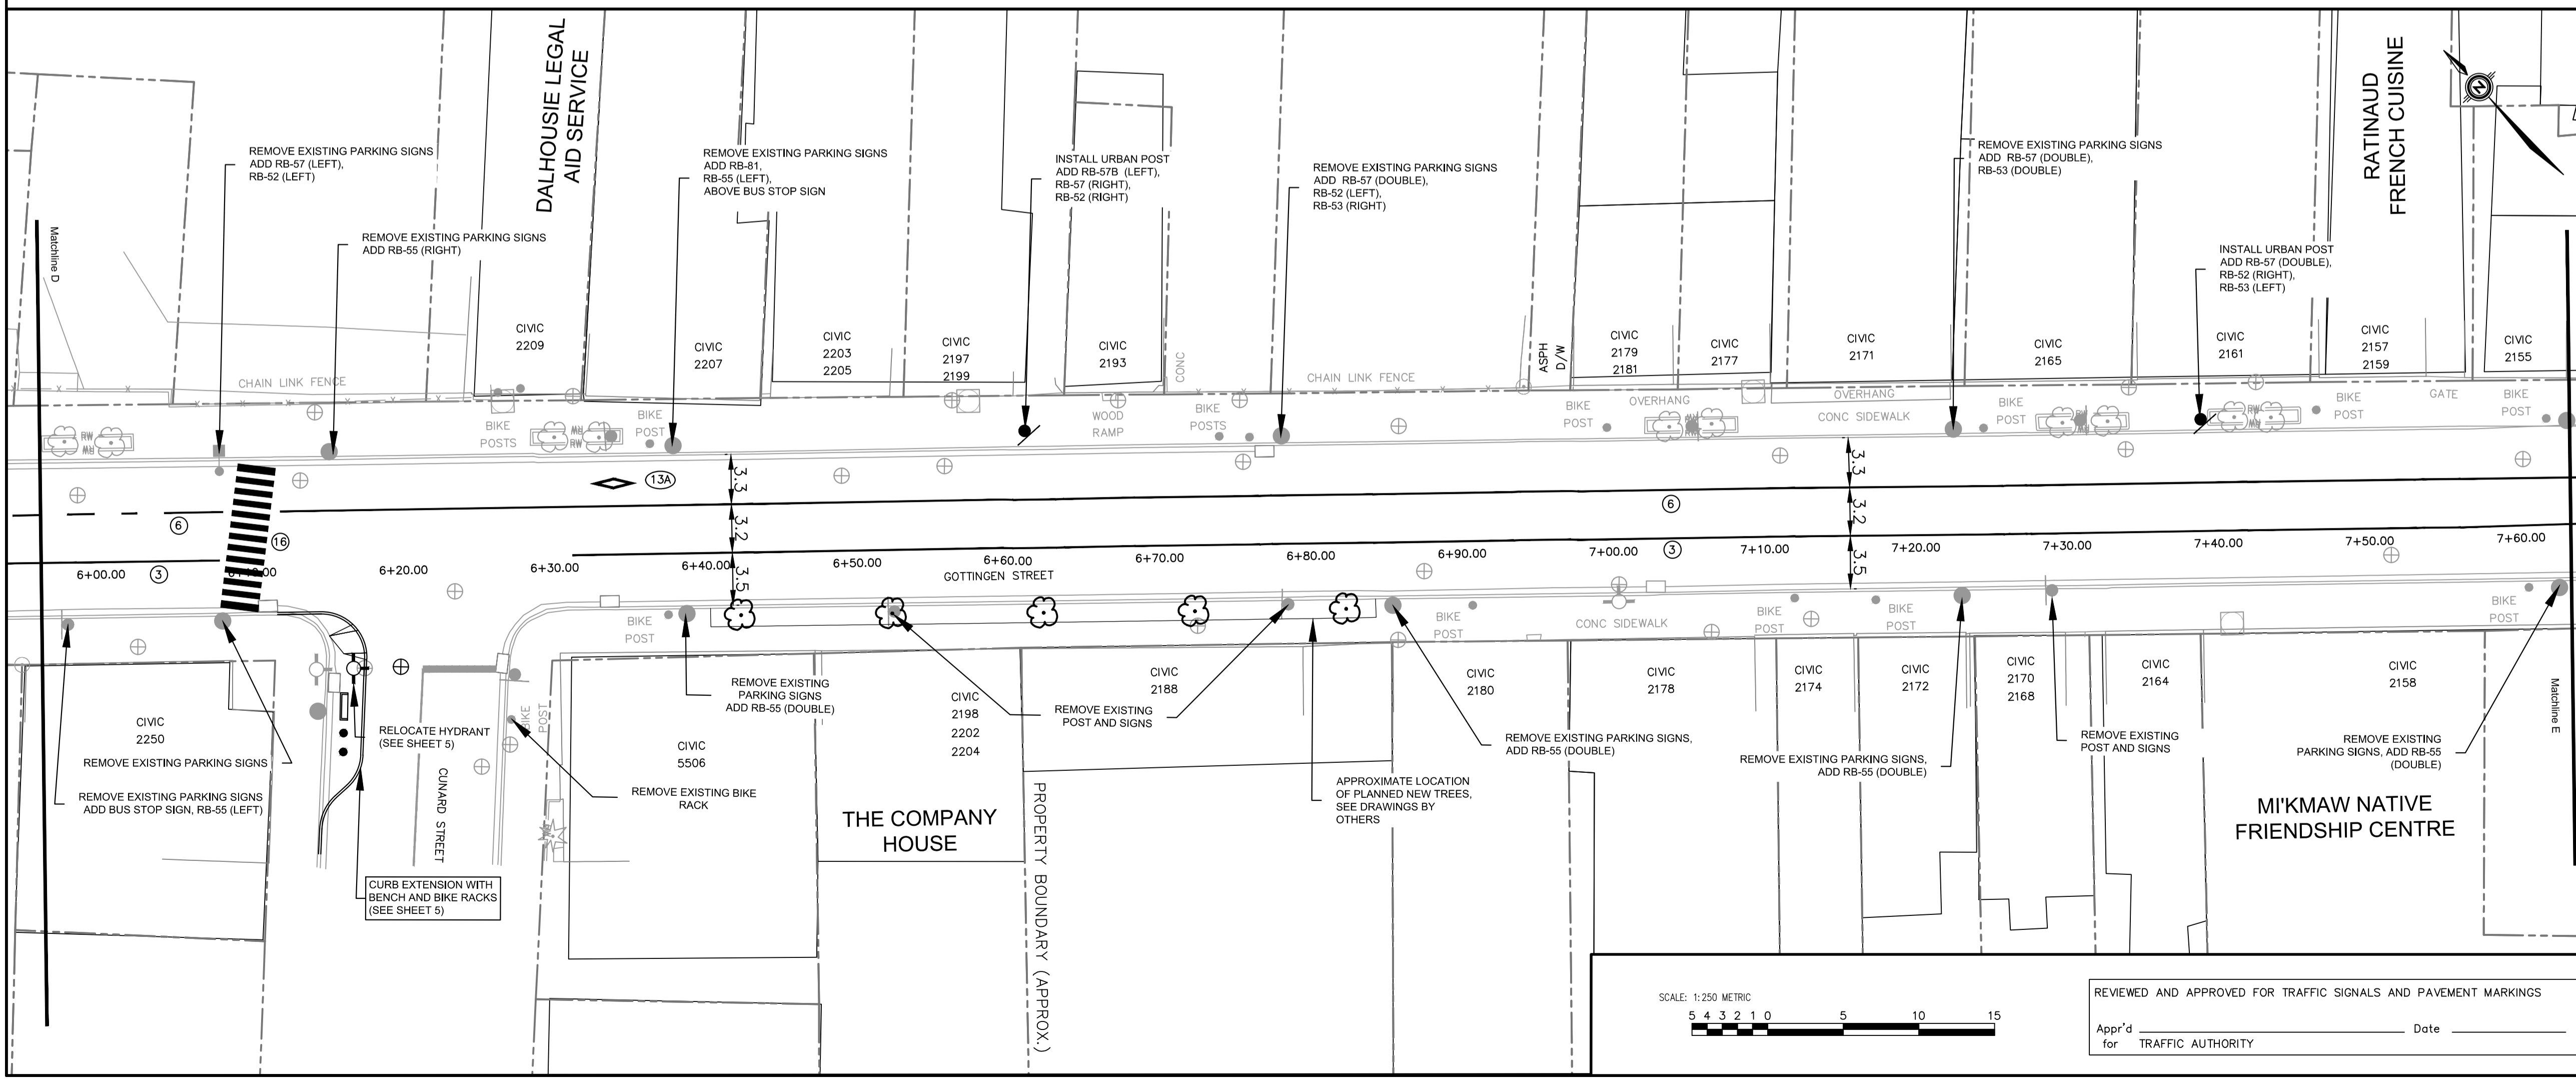 DALHOUSIE LEGAL
AID SERVICE
RATINAUD
FRENCH CUISINE
N
REMOVE EXISTING PARKING SIGNS
ADD RB-57 (LEFT),
RB-52 (LEFT)
REMOVE EXISTING PARKING SIGNS
ADD RB-55 (RIGHT)
REMOVE EXISTING PARKING SIGNS
ADD RB-81,
RB-55 (LEFT),
ABOVE BUS STOP SIGN
INSTALL URBAN POST
ADD RB-57B (LEFT),
RB-57 (RIGHT),
RB-52 (RIGHT)
REMOVE EXISTING PARKING SIGNS
ADD RB-57 (DOUBLE),
RB-52 (LEFT),
RB-53 (RIGHT)
REMOVE EXISTING PARKING SIGNS
ADD RB-57 (DOUBLE),
RB-53 (DOUBLE)
INSTALL URBAN POST
ADD RB-57 (DOUBLE),
RB-52 (RIGHT),
RB-53 (LEFT)
Matchline D
CIVIC
2209
CIVIC
2207
CIVIC
2203
2205
CIVIC
2197
2199
CIVIC
2193
CONC
ASPH
D/W
CIVIC
2179
2181
CIVIC
2177
CIVIC
2171
CIVIC
2165
CIVIC
2161
CIVIC
2157
2159
CIVIC
2155
CHAIN LINK FENCE
CHAIN LINK FENCE
BIKE
POSTS
BIKE
POST
WOOD
RAMP
BIKE
POSTS
BIKE
POST
OVERHANG
OVERHANG
CONC SIDEWALK
BIKE
POST
BIKE
POST
GATE
BIKE
POST
RW
RW
RW
RW
RW
RW
RW
RW
RW
RW
13A
3.3
3.2
3.5
3.3
3.2
3.5
6
16
6
3
3
6+00.00
6+10.00
6+20.00
6+30.00
6+40.00
6+50.00
6+60.00
6+70.00
6+80.00
6+90.00
7+00.00
7+10.00
7+20.00
7+30.00
7+40.00
7+50.00
7+60.00
GOTTINGEN STREET
BIKE
POST
BIKE
POST
CONC SIDEWALK
BIKE
POST
BIKE
POST
BIKE
POST
BIKE
POST
CIVIC
2250
CIVIC
5506
CIVIC
2198
2202
2204
CIVIC
2188
CIVIC
2180
CIVIC
2178
CIVIC
2174
CIVIC
2172
CIVIC
2170
2168
CIVIC
2164
CIVIC
2158
Matchline E
REMOVE EXISTING PARKING SIGNS
REMOVE EXISTING PARKING SIGNS
ADD BUS STOP SIGN, RB-55 (LEFT)
RELOCATE HYDRANT
(SEE SHEET 5)
CUNARD STREET
CURB EXTENSION WITH
BENCH AND BIKE RACKS
(SEE SHEET 5)
REMOVE EXISTING BIKE
RACK
REMOVE EXISTING
PARKING SIGNS
ADD RB-55 (DOUBLE)
REMOVE EXISTING
POST AND SIGNS
THE COMPANY
HOUSE
PROPERTY BOUNDARY (APPROX.)
APPROXIMATE LOCATION
OF PLANNED NEW TREES,
SEE DRAWINGS BY
OTHERS
REMOVE EXISTING PARKING SIGNS,
ADD RB-55 (DOUBLE)
REMOVE EXISTING PARKING SIGNS,
ADD RB-55 (DOUBLE)
REMOVE EXISTING
POST AND SIGNS
REMOVE EXISTING
PARKING SIGNS, ADD RB-55
(DOUBLE)
MI'KMAW NATIVE
FRIENDSHIP CENTRE
SCALE: 1:250 METRIC
5 4 3 2 1 0 5 10 15
REVIEWED AND APPROVED FOR TRAFFIC SIGNALS AND PAVEMENT MARKINGS
Appr'd Date
for TRAFFIC AUTHORITY